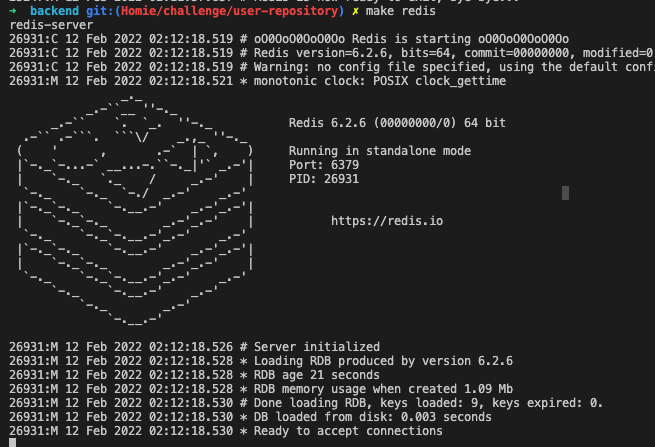 ➜ backend git:(Homie/challenge/user-repository) ✗ make redis
redis-server
26931:C 12 Feb 2022 02:12:18.519 # oO0OoO0OoO0Oo Redis is starting oO0OoO0OoO0Oo
26931:C 12 Feb 2022 02:12:18.519 # Redis version=6.2.6, bits=64, commit=00000000, modified=0
26931:C 12 Feb 2022 02:12:18.519 # Warning: no config file specified, using the default conf
26931:M 12 Feb 2022 02:12:18.521 * monotonic clock: POSIX clock_gettime
Redis 6.2.6 (00000000/0) 64 bit
Running in standalone mode
Port: 6379
PID: 26931
https://redis.io
26931:M 12 Feb 2022 02:12:18.526 # Server initialized
26931:M 12 Feb 2022 02:12:18.528 * Loading RDB produced by version 6.2.6
26931:M 12 Feb 2022 02:12:18.528 * RDB age 21 seconds
26931:M 12 Feb 2022 02:12:18.528 * RDB memory usage when created 1.09 Mb
26931:M 12 Feb 2022 02:12:18.530 # Done loading RDB, keys loaded: 9, keys expired: 0.
26931:M 12 Feb 2022 02:12:18.530 * DB loaded from disk: 0.003 seconds
26931:M 12 Feb 2022 02:12:18.530 * Ready to accept connections